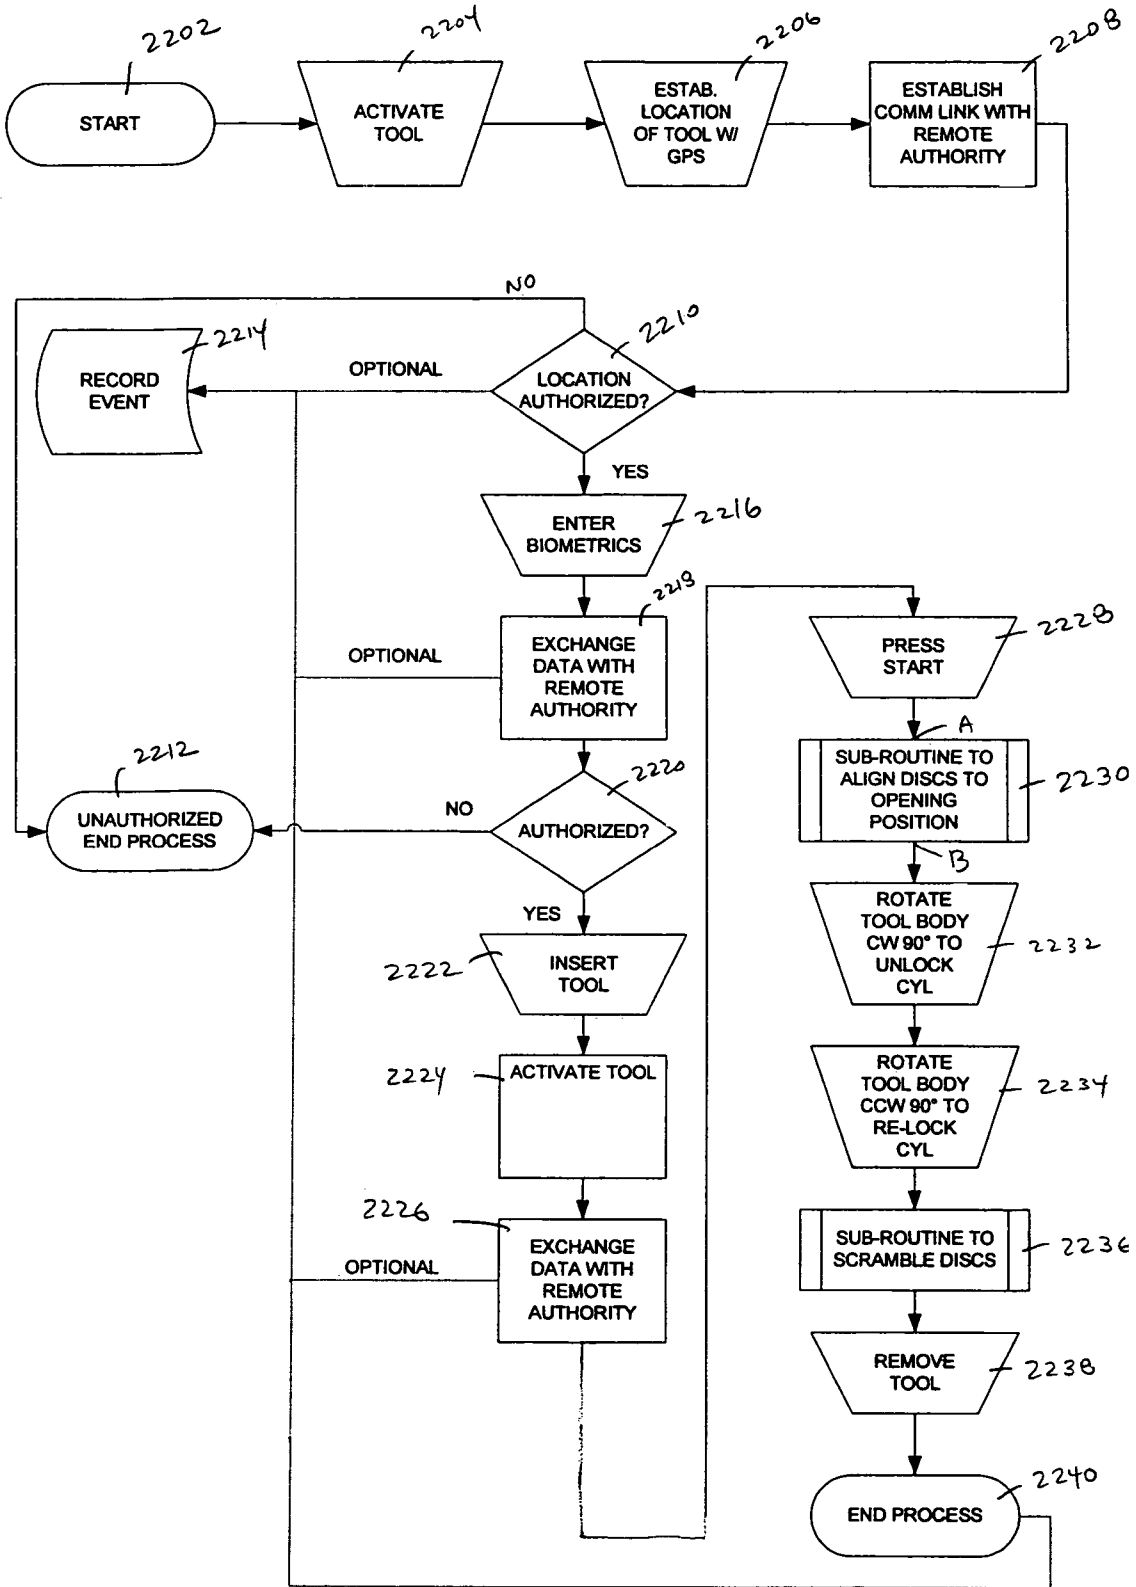 2202
START
2204
ACTIVATE
TOOL
2206
ESTAB.
LOCATION
OF TOOL W/
GPS
2208
ESTABLISH
COMM LINK WITH
REMOTE
AUTHORITY
NO
2210
LOCATION
AUTHORIZED?
OPTIONAL
2214
RECORD
EVENT
YES
ENTER
BIOMETRICS
2216
2218
EXCHANGE
DATA WITH
REMOTE
AUTHORITY
OPTIONAL
2220
AUTHORIZED?
NO
2212
UNAUTHORIZED
END PROCESS
YES
2222
INSERT
TOOL
2224
ACTIVATE TOOL
2226
EXCHANGE
DATA WITH
REMOTE
AUTHORITY
OPTIONAL
PRESS
START
2228
A
SUB-ROUTINE TO
ALIGN DISCS TO
OPENING
POSITION
2230
B
ROTATE
TOOL BODY
CW 90° TO
UNLOCK
CYL
2232
ROTATE
TOOL BODY
CCW 90° TO
RE-LOCK
CYL
2234
SUB-ROUTINE TO
SCRAMBLE DISCS
2236
REMOVE
TOOL
2238
2240
END PROCESS